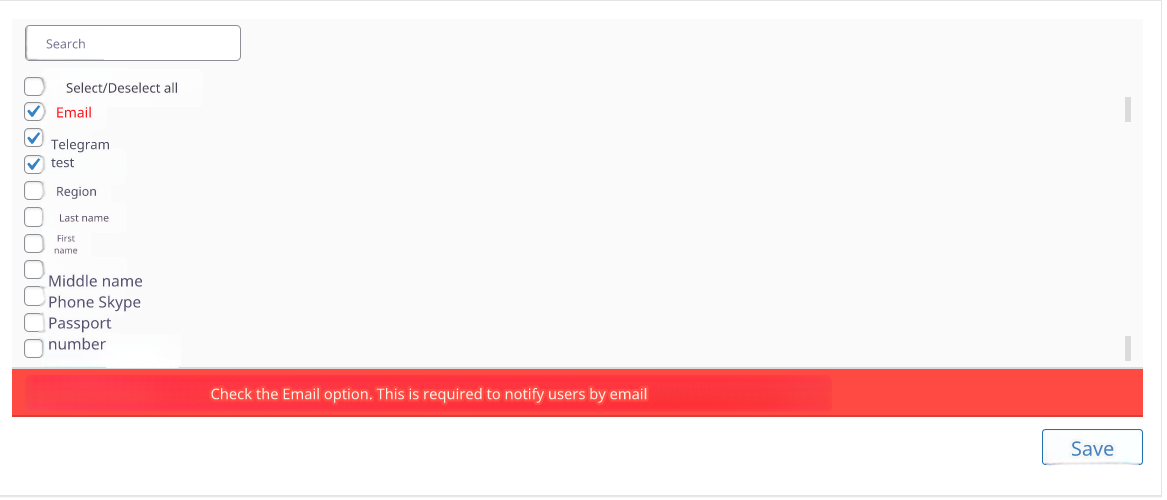 Search
Select/Deselect all
Email
Telegram
test
Region
Last name
First
name
Middle name
Phone Skype
Passport
number
Check the Email option. This is required to notify users by email
Save